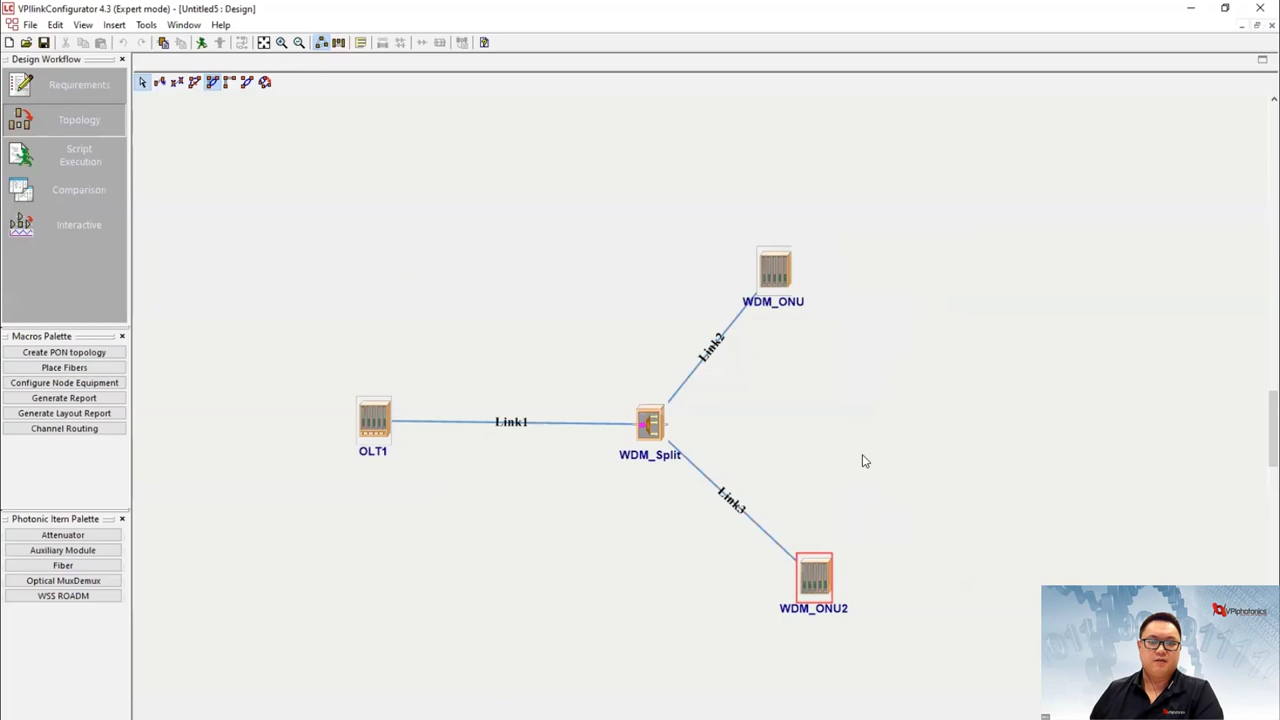 VPIlinkConfigurator 4.3 (Expert mode) - [Untitled5 : Design]
File Edit View Insert Tools Window Help
Design Workflow
Requirements
Topology
Script
Execution
Comparison
Interactive
Macros Palette
Create PON topology
Place Fibers
Configure Node Equipment
Generate Report
Generate Layout Report
Channel Routing
Photonic Item Palette
Attenuator
Auxiliary Module
Fiber
Optical MuxDemux
WSS ROADM
WDM_ONU
Link2
Link1
OLT1
WDM_Split
Link3
WDM_ONU2
VPIphotonics